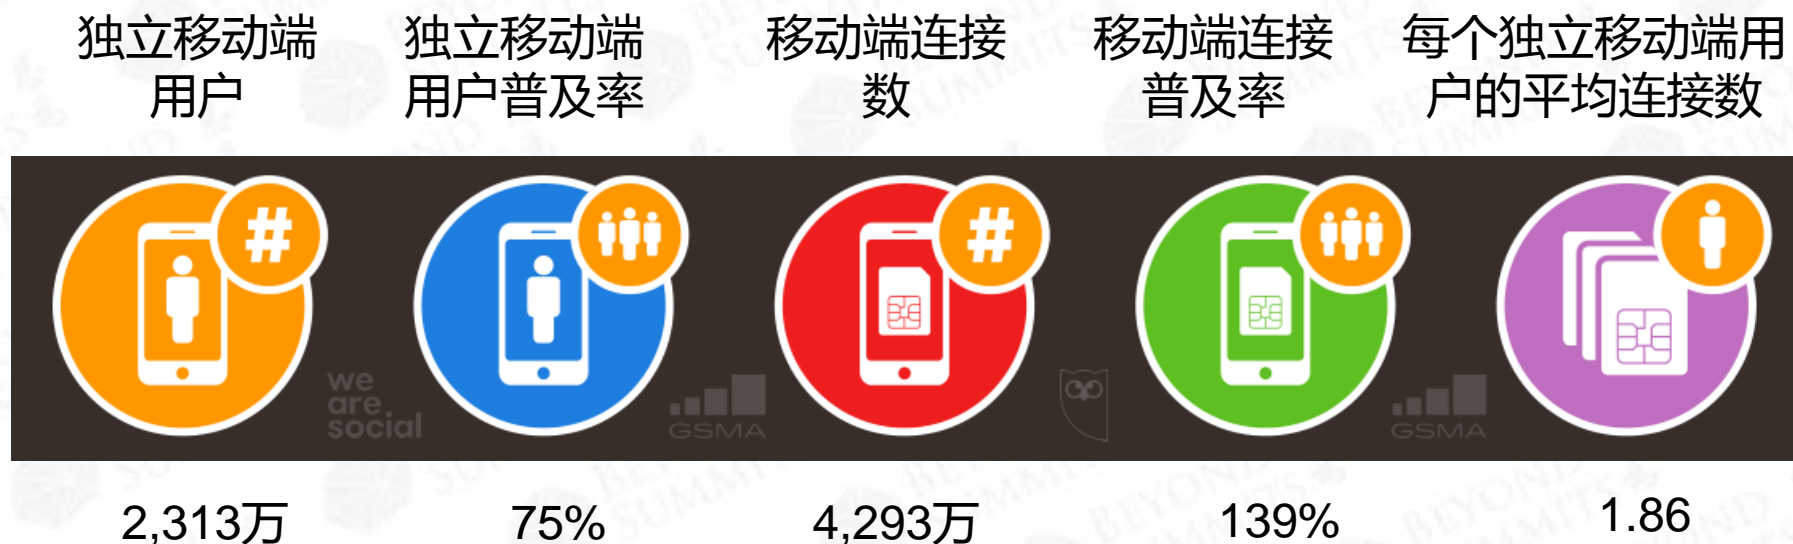 独立移动端
用户
独立移动端
用户普及率
移动端连接
数
移动端连接
普及率
每个独立移动端用
户的平均连接数
#
#
we
are
social
GSMA
GSMA
2,313万
75%
4,293万
139%
1.86
BEYOND
SUMMITS